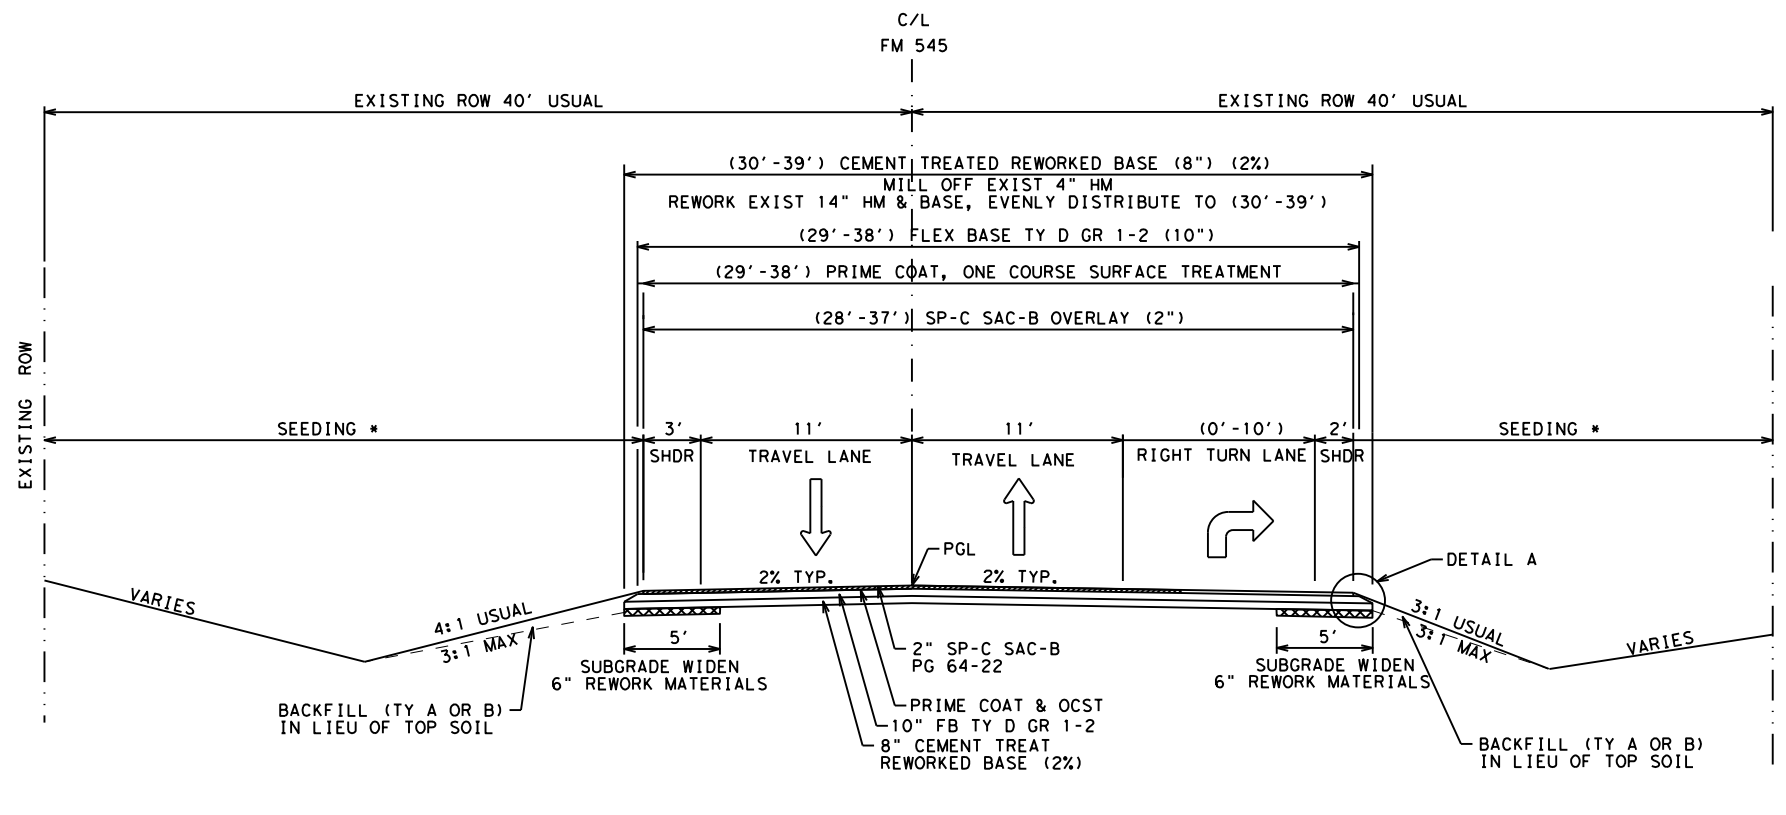 C/L
FM 545
EXISTING ROW 40' USUAL
EXISTING ROW 40' USUAL
(30'-39') CEMENT TREATED REWORKED BASE (8") (2%)
MILL OFF EXIST 4" HM
REWORK EXIST 14" HM & BASE, EVENLY DISTRIBUTE TO (30'-39')
(29'-38') FLEX BASE TY D GR 1-2 (10")
(29'-38') PRIME COAT, ONE COURSE SURFACE TREATMENT
(28'-37') SP-C SAC-B OVERLAY (2")
EXISTING ROW
SEEDING *
3'
SHDR
11'
TRAVEL LANE
11'
TRAVEL LANE
(0'-10')
RIGHT TURN LANE
2'
SHDR
SEEDING *
PGL
DETAIL A
2% TYP.
2% TYP.
VARIES
4:1 USUAL
3:1 MAX
3:1 USUAL
3:1 MAX
VARIES
5'
SUBGRADE WIDEN
6" REWORK MATERIALS
2" SP-C SAC-B
PG 64-22
5'
SUBGRADE WIDEN
6" REWORK MATERIALS
BACKFILL (TY A OR B)
IN LIEU OF TOP SOIL
PRIME COAT & OCST
10" FB TY D GR 1-2
8" CEMENT TREAT
REWORKED BASE (2%)
BACKFILL (TY A OR B)
IN LIEU OF TOP SOIL